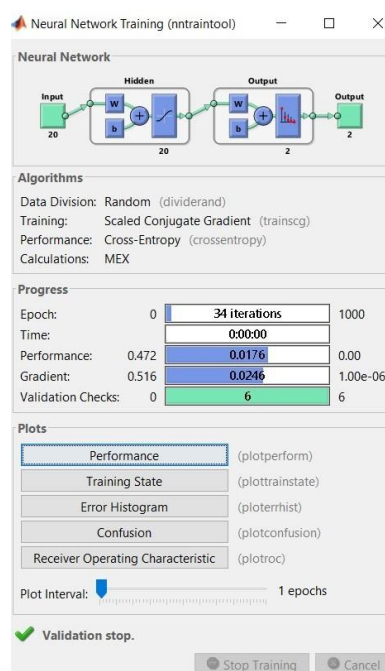 Neural Network Training (nntraintool)
Neural Network
Hidden Output
Input W b + W b + Output
20 20 2 2
Algorithms
Data Division: Random (dividerand)
Training: Scaled Conjugate Gradient (trainscg)
Performance: Cross-Entropy (crossentropy)
Calculations: MEX
Progress
Epoch: 0 34 iterations 1000
Time: 0:00:00
Performance: 0.472 0.0176 0.00
Gradient: 0.516 0.0246 1.00e-06
Validation Checks: 0 6 6
Plots
Performance (plotperform)
Training State (plottrainstate)
Error Histogram (ploterrhist)
Confusion (plotconfusion)
Receiver Operating Characteristic (plotroc)
Plot Interval: 1 epochs
Validation stop.
Stop Training Cancel